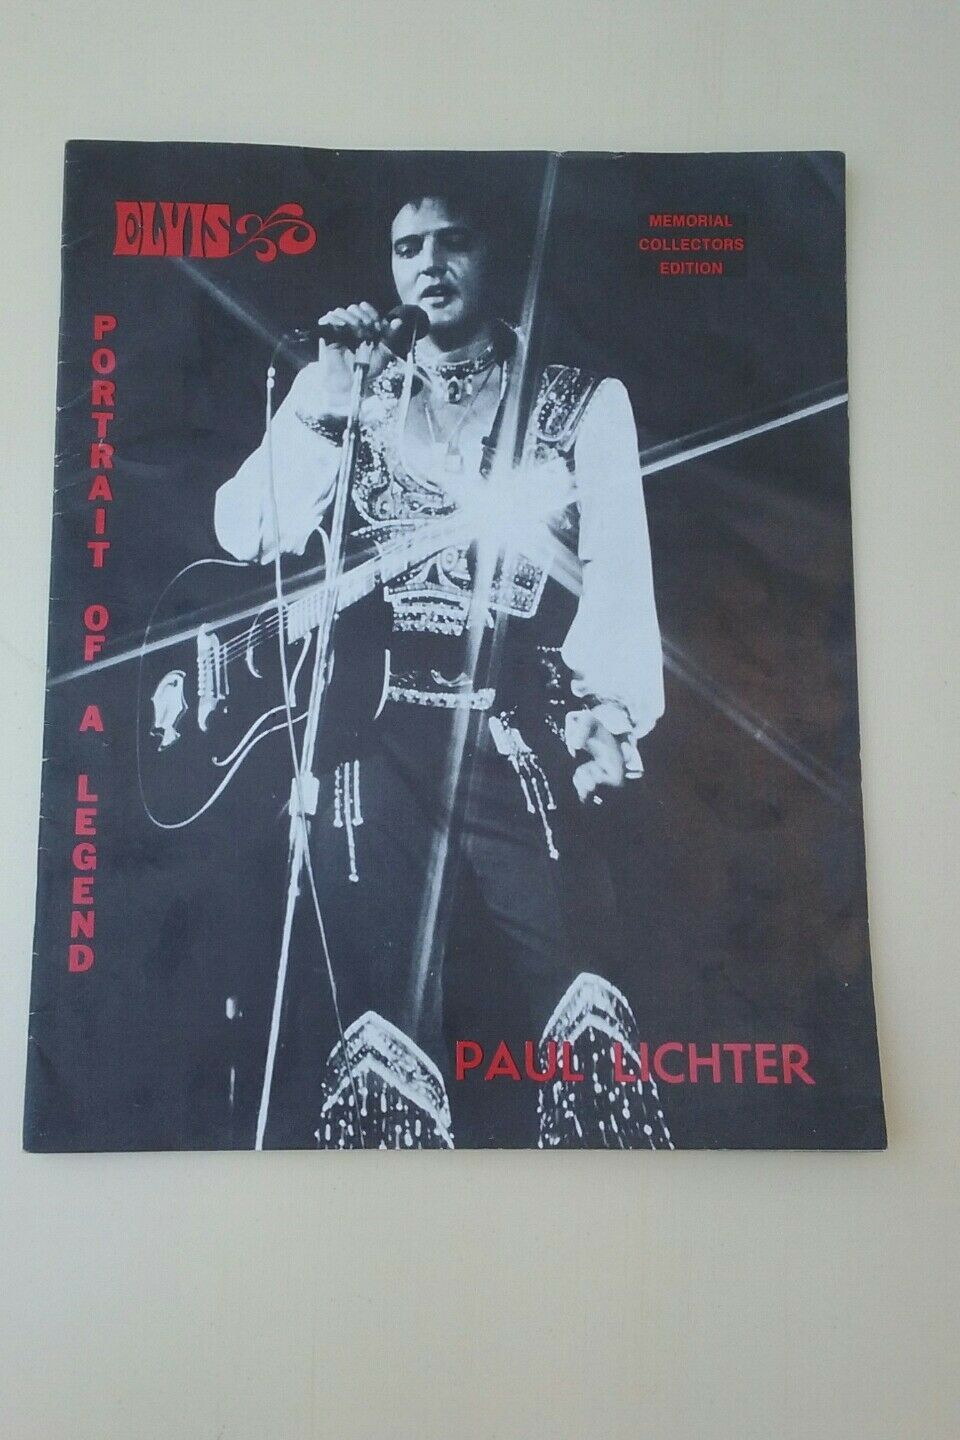 ELVIS
MEMORIAL
COLLECTORS
EDITION
PORTRAIT OF A LEGEND
PAUL LICHTER